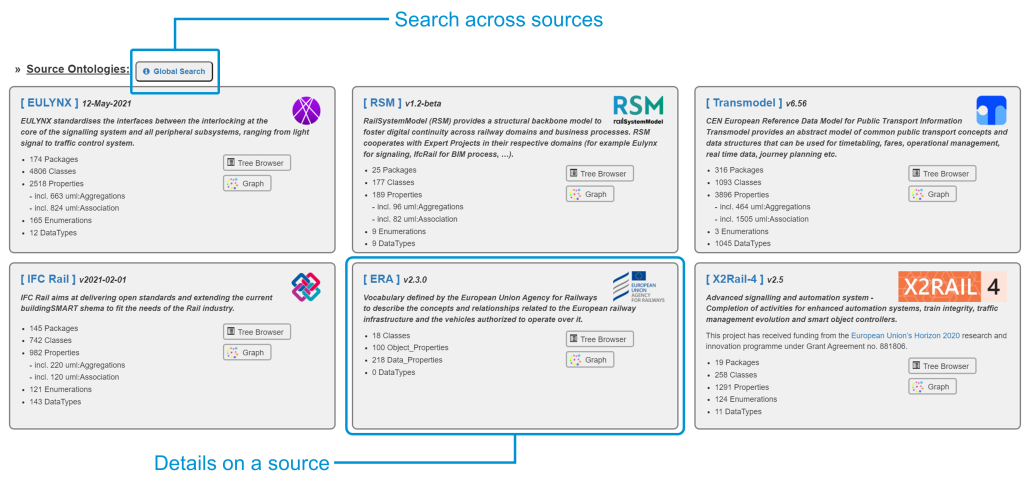 Search across sources
» Source Ontologies:
Global Search
[ EULYNX ] 12-May-2021
EULYNX standardises the interfaces between the interlocking at the
core of the signalling system and all peripheral subsystems, ranging from light
signal to traffic control system.
• 174 Packages
• 4806 Classes
• 2518 Properties
- incl. 663 uml:Aggregations
- incl. 824 uml:Association
• 165 Enumerations
• 12 DataTypes
Tree Browser
Graph
[ RSM ] v1.2-beta
RSM
railSystemModel
RailSystemModel (RSM) provides a structural backbone model to
foster digital continuity across railway domains and business processes. RSM
cooperates with Expert Projects in their respective domains (for example Eulynx
for signaling, IfcRail for BIM process, ...).
• 25 Packages
• 177 Classes
• 189 Properties
- incl. 96 uml:Aggregations
- incl. 82 uml:Association
• 9 Enumerations
• 9 DataTypes
Tree Browser
Graph
[ Transmodel ] v6.56
CEN European Reference Data Model for Public Transport Information
Transmodel provides an abstract model of common public transport concepts and
data structures that can be used for timetabling, fares, operational management,
real time data, journey planning etc.
• 316 Packages
• 1093 Classes
• 3896 Properties
- incl. 464 uml:Aggregations
- incl. 1505 uml:Association
• 3 Enumerations
• 1045 DataTypes
Tree Browser
Graph
[ IFC Rail ] v2021-02-01
IFC Rail aims at delivering open standards and extending the current
buildingSMART shema to fit the needs of the Rail industry.
• 145 Packages
• 742 Classes
• 982 Properties
- incl. 220 uml:Aggregations
- incl. 120 uml:Association
• 121 Enumerations
• 143 DataTypes
Tree Browser
Graph
[ ERA ] v2.3.0
EUROPEAN
UNION
AGENCY
FOR RAILWAYS
Vocabulary defined by the European Union Agency for Railways
to describe the concepts and relationships related to the European railway
infrastructure and the vehicles authorized to operate over it.
• 18 Classes
• 100 Object_Properties
• 218 Data_Properties
• 0 DataTypes
Tree Browser
Graph
[ X2Rail-4 ] v2.5
X2RAIL 4
Advanced signalling and automation system -
Completion of activities for enhanced automation systems, train integrity, traffic
management evolution and smart object controllers.
This project has received funding from the European Union's Horizon 2020 research and
innovation programme under Grant Agreement no. 881806.
• 19 Packages
• 258 Classes
• 1291 Properties
• 124 Enumerations
• 11 DataTypes
Tree Browser
Graph
Details on a source